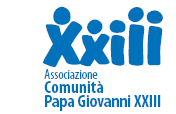 xxiii
Associazione
Comunità
Papa Giovanni XXIII